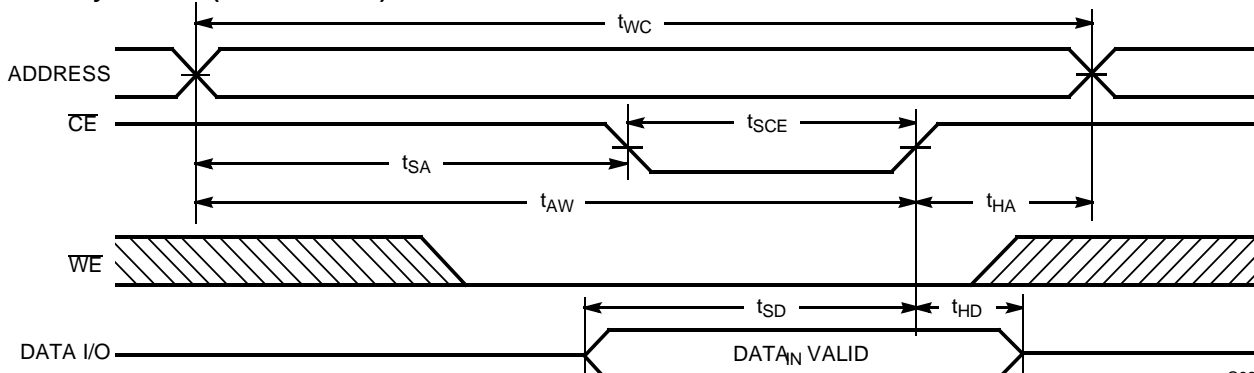 tWC
ADDRESS
CE
tSCE
tSA
tAW
tHA
WE
tSD
tHD
DATA I/O
DATAIN VALID